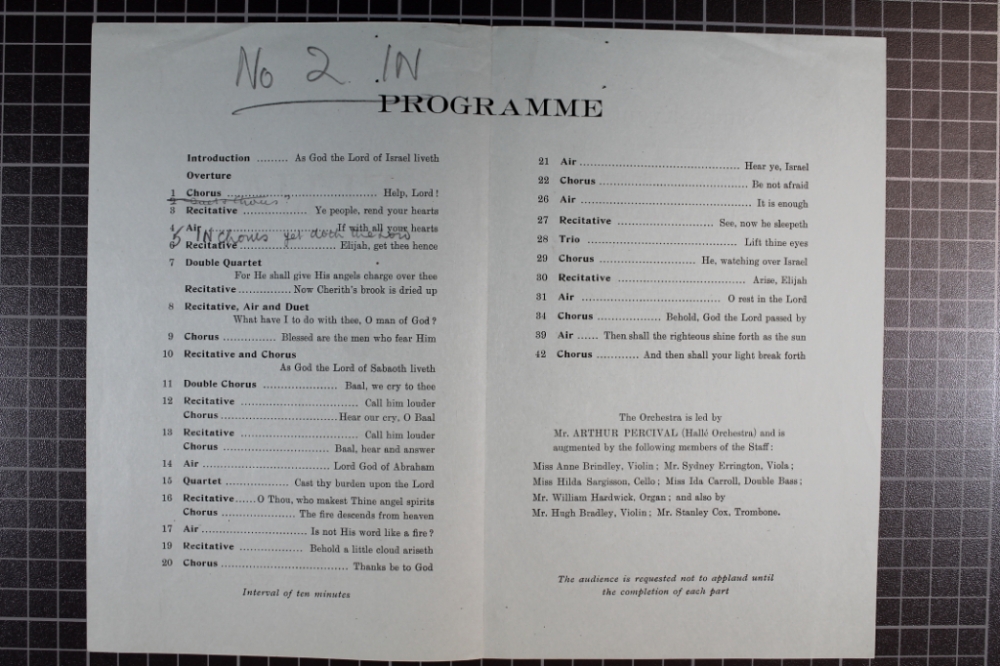 No 2 IN
PROGRAMME
Introduction ......... As God the Lord of Israel liveth
Overture
1 Chorus ........................................ Help, Lord!
2 Duet & Chorus
3 Recitative ................. Ye people, rend your hearts
4 Air ........................ If with all your hearts
5 IN Chorus Yet doth the Lord
6 Recitative ........................ Elijah, get thee hence
7 Double Quartet
For He shall give His angels charge over thee
Recitative ............. Now Cherith's brook is dried up
8 Recitative, Air and Duet
What have I to do with thee, O man of God?
9 Chorus .............. Blessed are the men who fear Him
10 Recitative and Chorus
As God the Lord of Sabaoth liveth
11 Double Chorus .................... Baal, we cry to thee
12 Recitative ............................... Call him louder
Chorus ............................... Hear our cry, O Baal
13 Recitative ............................... Call him louder
Chorus ............................ Baal, hear and answer
14 Air .................................. Lord God of Abraham
15 Quartet ................. Cast thy burden upon the Lord
16 Recitative ...... O Thou, who makest Thine angel spirits
Chorus ..................... The fire descends from heaven
17 Air ............................ Is not His word like a fire?
19 Recitative ................. Behold a little cloud ariseth
20 Chorus .................................. Thanks be to God
Interval of ten minutes
21 Air .......................................... Hear ye, Israel
22 Chorus ........................................ Be not afraid
26 Air .............................................. It is enough
27 Recitative ............................. See, now he sleepeth
28 Trio ........................................ Lift thine eyes
29 Chorus .......................... He, watching over Israel
30 Recitative .................................. Arise, Elijah
31 Air ..................................... O rest in the Lord
34 Chorus ................. Behold, God the Lord passed by
39 Air ...... Then shall the righteous shine forth as the sun
42 Chorus ............ And then shall your light break forth
The Orchestra is led by
Mr. ARTHUR PERCIVAL (Hallé Orchestra) and is
augmented by the following members of the Staff:
Miss Anne Brindley, Violin; Mr. Sydney Errington, Viola;
Miss Hilda Sargisson, Cello; Miss Ida Carroll, Double Bass;
Mr. William Hardwick, Organ; and also by
Mr. Hugh Bradley, Violin; Mr. Stanley Cox, Trombone.
The audience is requested not to applaud until
the completion of each part